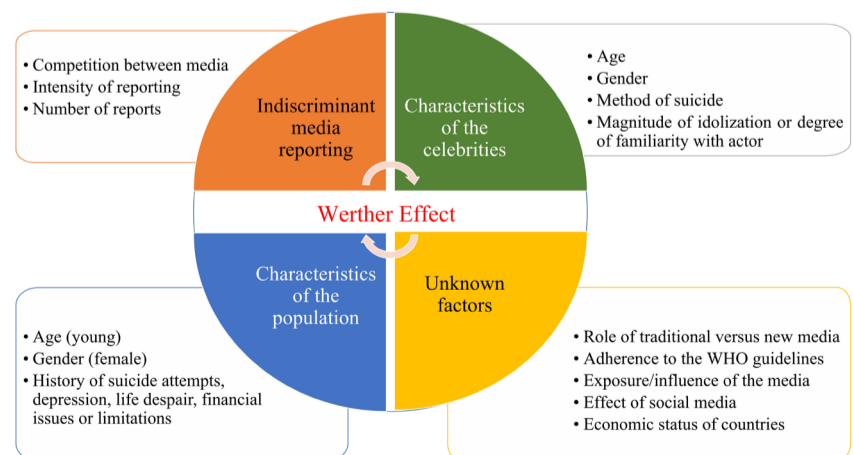 • Competition between media
• Intensity of reporting
• Number of reports
Indiscriminant
media
reporting
Characteristics
of the
celebrities
• Age
• Gender
• Method of suicide
• Magnitude of idolization or degree
of familiarity with actor
Werther Effect
Characteristics
of the
population
Unknown
factors
• Age (young)
• Gender (female)
• History of suicide attempts,
depression, life despair, financial
issues or limitations
• Role of traditional versus new media
• Adherence to the WHO guidelines
• Exposure/influence of the media
• Effect of social media
• Economic status of countries